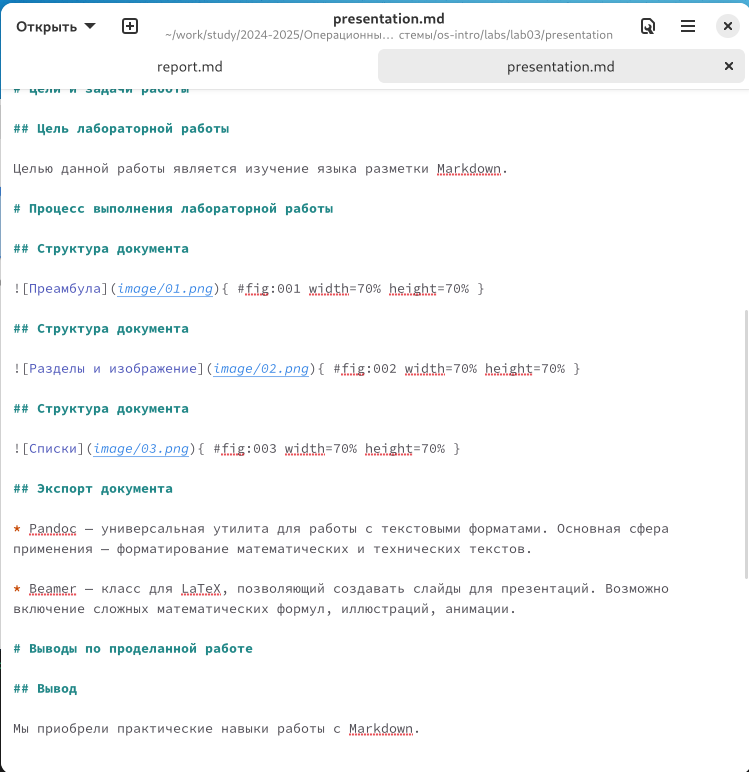 Открыть
presentation.md
~/work/study/2024-2025/Операционны… стемы/os-intro/labs/lab03/presentation
report.md
presentation.md
# Цели и задачи работы
## Цель лабораторной работы
Целью данной работы является изучение языка разметки Markdown.
# Процесс выполнения лабораторной работы
## Структура документа
![Преамбула](image/01.png){ #fig:001 width=70% height=70% }
## Структура документа
![Разделы и изображение](image/02.png){ #fig:002 width=70% height=70% }
## Структура документа
![Списки](image/03.png){ #fig:003 width=70% height=70% }
## Экспорт документа
* Pandoc — универсальная утилита для работы с текстовыми форматами. Основная сфера
применения — форматирование математических и технических текстов.
* Beamer — класс для LaTeX, позволяющий создавать слайды для презентаций. Возможно
включение сложных математических формул, иллюстраций, анимации.
# Выводы по проделанной работе
## Вывод
Мы приобрели практические навыки работы с Markdown.